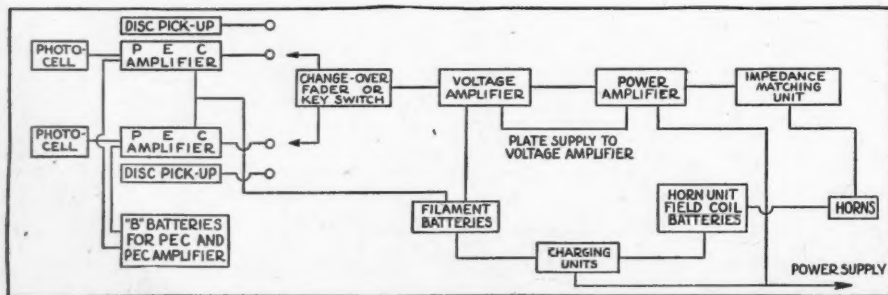 DISC PICK-UP
PHOTO-
CELL
P E C
AMPLIFIER
CHANGE-OVER
FADER OR
KEY SWITCH
VOLTAGE
AMPLIFIER
POWER
AMPLIFIER
IMPEDANCE
MATCHING
UNIT
PHOTO-
CELL
P E C
AMPLIFIER
PLATE SUPPLY TO
VOLTAGE AMPLIFIER
DISC PICK-UP
"B" BATTERIES
FOR PEC AND
PEC AMPLIFIER
FILAMENT
BATTERIES
HORN UNIT
FIELD COIL
BATTERIES
HORNS
CHARGING
UNITS
POWER SUPPLY